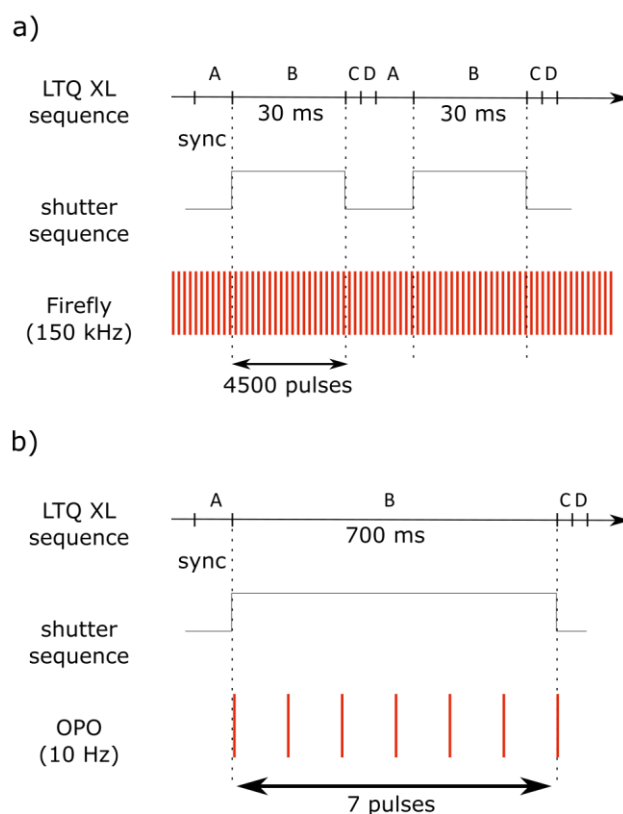 a)
A B C D A B C D
LTQ XL
sequence
30 ms 30 ms
sync
shutter
sequence
Firefly
(150 kHz)
4500 pulses
b)
A B C D
LTQ XL
sequence
700 ms
sync
shutter
sequence
OPO
(10 Hz)
7 pulses